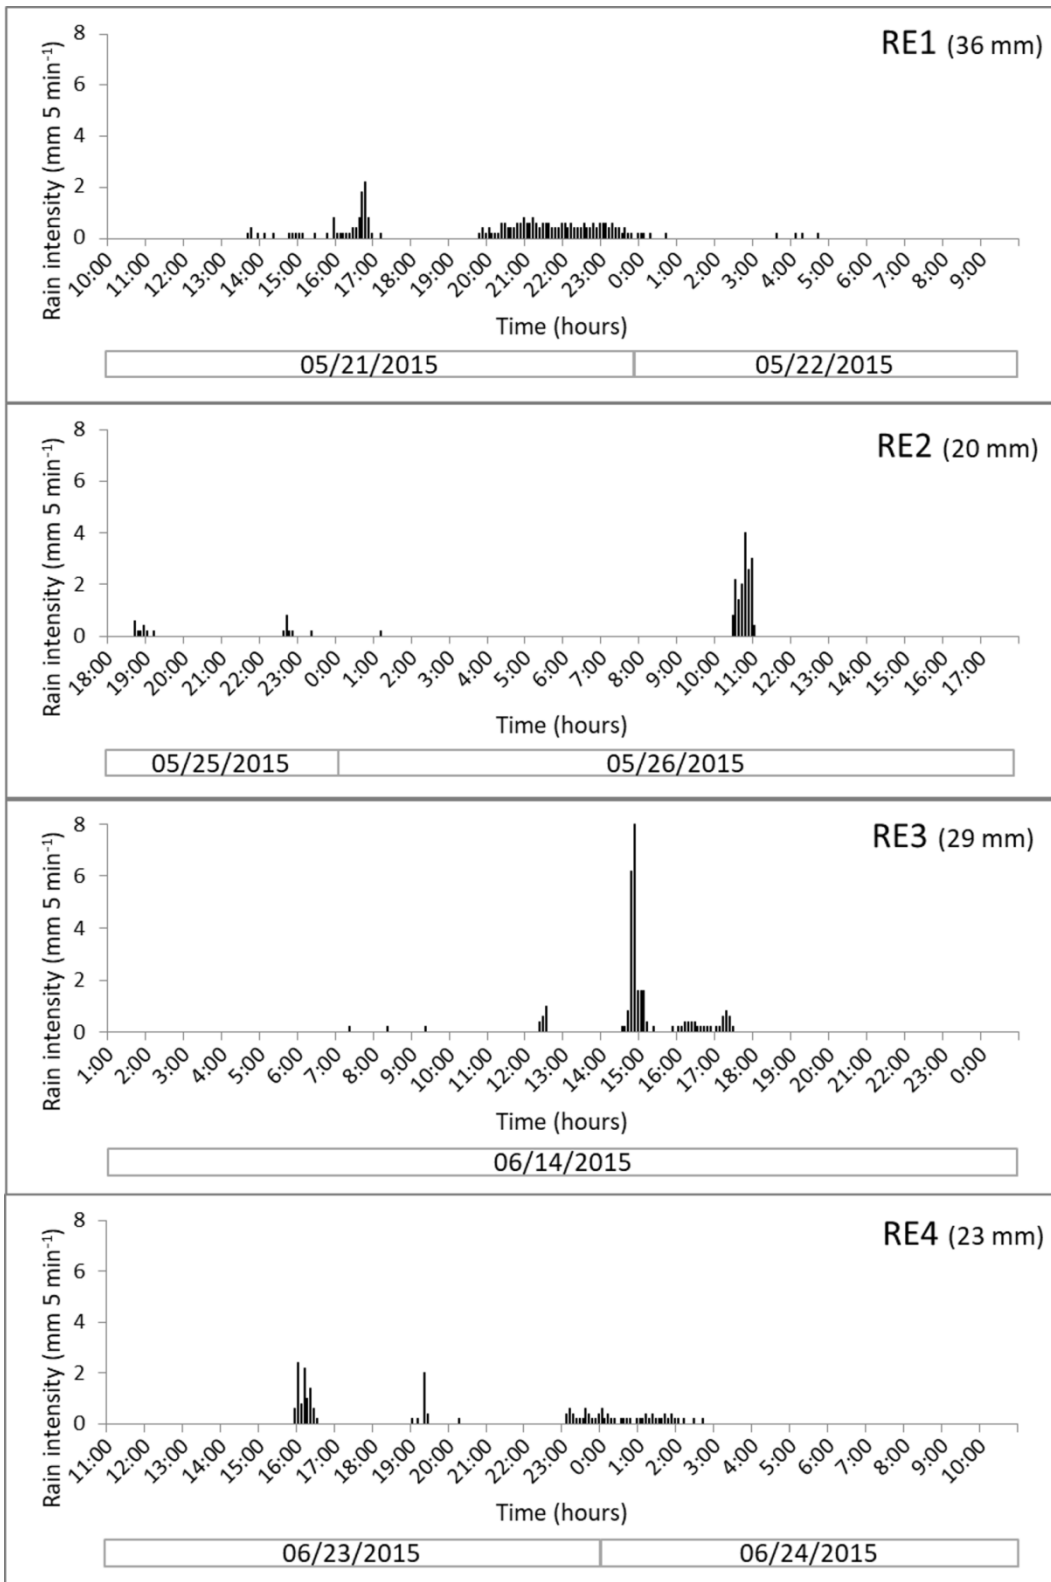 RE1 (36 mm)
Rain intensity (mm 5 min⁻¹)
8
6
4
2
0
10:00 11:00 12:00 13:00 14:00 15:00 16:00 17:00 18:00 19:00 20:00 21:00 22:00 23:00 0:00 1:00 2:00 3:00 4:00 5:00 6:00 7:00 8:00 9:00
Time (hours)
05/21/2015 05/22/2015
RE2 (20 mm)
Rain intensity (mm 5 min⁻¹)
8
6
4
2
0
18:00 19:00 20:00 21:00 22:00 23:00 0:00 1:00 2:00 3:00 4:00 5:00 6:00 7:00 8:00 9:00 10:00 11:00 12:00 13:00 14:00 15:00 16:00 17:00
Time (hours)
05/25/2015 05/26/2015
RE3 (29 mm)
Rain intensity (mm 5 min⁻¹)
8
6
4
2
0
1:00 2:00 3:00 4:00 5:00 6:00 7:00 8:00 9:00 10:00 11:00 12:00 13:00 14:00 15:00 16:00 17:00 18:00 19:00 20:00 21:00 22:00 23:00 0:00
Time (hours)
06/14/2015
RE4 (23 mm)
Rain intensity (mm 5 min⁻¹)
8
6
4
2
0
11:00 12:00 13:00 14:00 15:00 16:00 17:00 18:00 19:00 20:00 21:00 22:00 23:00 0:00 1:00 2:00 3:00 4:00 5:00 6:00 7:00 8:00 9:00 10:00
Time (hours)
06/23/2015 06/24/2015